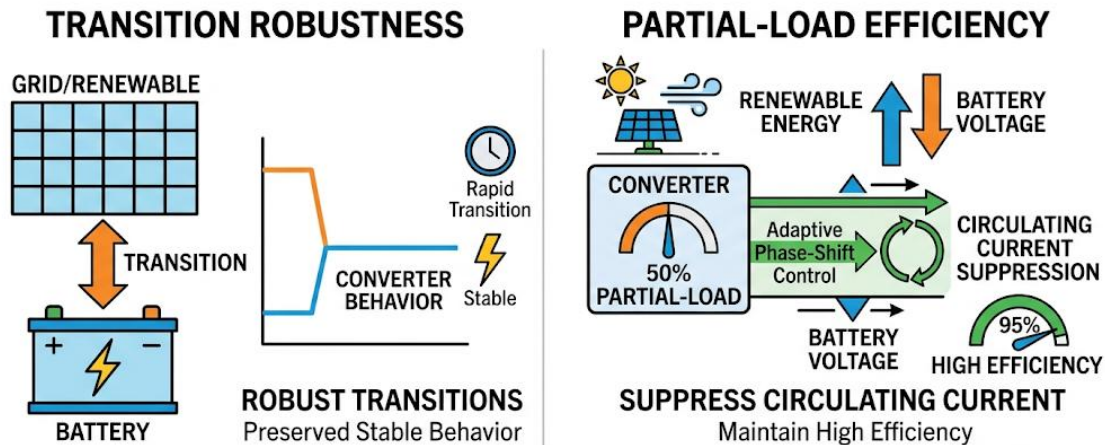 TRANSITION ROBUSTNESS
GRID/RENEWABLE
TRANSITION
+
−
BATTERY
Rapid
Transition
CONVERTER
BEHAVIOR
Stable
ROBUST TRANSITIONS
Preserved Stable Behavior
PARTIAL-LOAD EFFICIENCY
RENEWABLE
ENERGY
BATTERY
VOLTAGE
CONVERTER
50%
PARTIAL-LOAD
Adaptive
Phase-Shift
Control
CIRCULATING
CURRENT
SUPPRESSION
BATTERY
VOLTAGE
95%
HIGH EFFICIENCY
SUPPRESS CIRCULATING CURRENT
Maintain High Efficiency